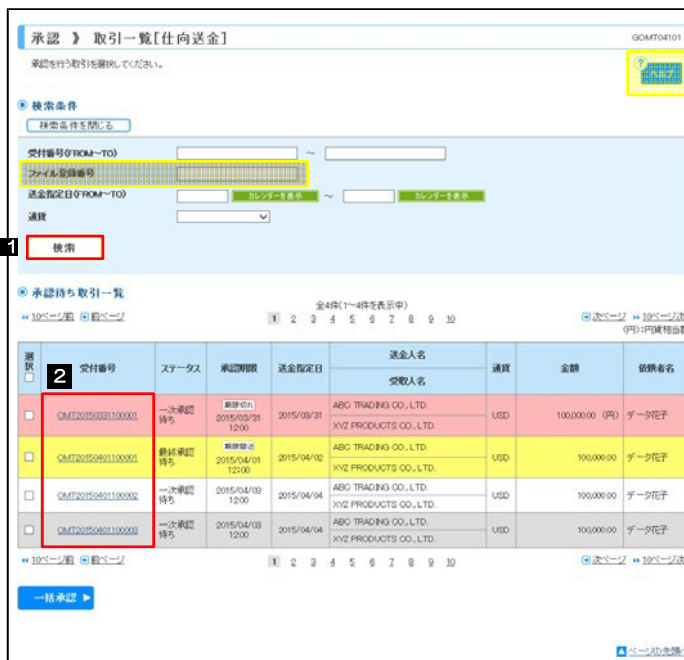 承認 》 取引一覧[仕向送金]
GOMT04101
承認を行う取引を選択してください。
ヘルプ
検索条件
検索条件を閉じる
受付番号(FROM~TO) ~
ファイル登録番号
送金指定日(FROM~TO) カレンダーを表示 ~ カレンダーを表示
通貨
1 検索
承認待ち取引一覧
全4件(1~4件を表示中)
10ページ前 前ページ 1 2 3 4 5 6 7 8 9 10 次ページ 10ページ次
(円):円貨相当額
選択 受付番号 ステータス 承認期限 送金指定日 送金人名 受取人名 通貨 金額 依頼者名
2
OMT20150331100001 一次承認待ち 期限切れ 2015/03/31 12:00 2015/03/31 ABC TRADING CO., LTD. XYZ PRODUCTS CO., LTD. USD 100,000.00 (円) データ花子
OMT20150401100001 最終承認待ち 期限間近 2015/04/01 12:00 2015/04/02 ABC TRADING CO., LTD. XYZ PRODUCTS CO., LTD. USD 100,000.00 データ花子
OMT20150401100002 一次承認待ち 2015/04/03 12:00 2015/04/04 ABC TRADING CO., LTD. XYZ PRODUCTS CO., LTD. USD 100,000.00 データ花子
OMT20150401100003 一次承認待ち 2015/04/03 12:00 2015/04/04 ABC TRADING CO., LTD. XYZ PRODUCTS CO., LTD. USD 100,000.00 データ花子
10ページ前 前ページ 1 2 3 4 5 6 7 8 9 10 次ページ 10ページ次
一括承認
ページの先頭へ